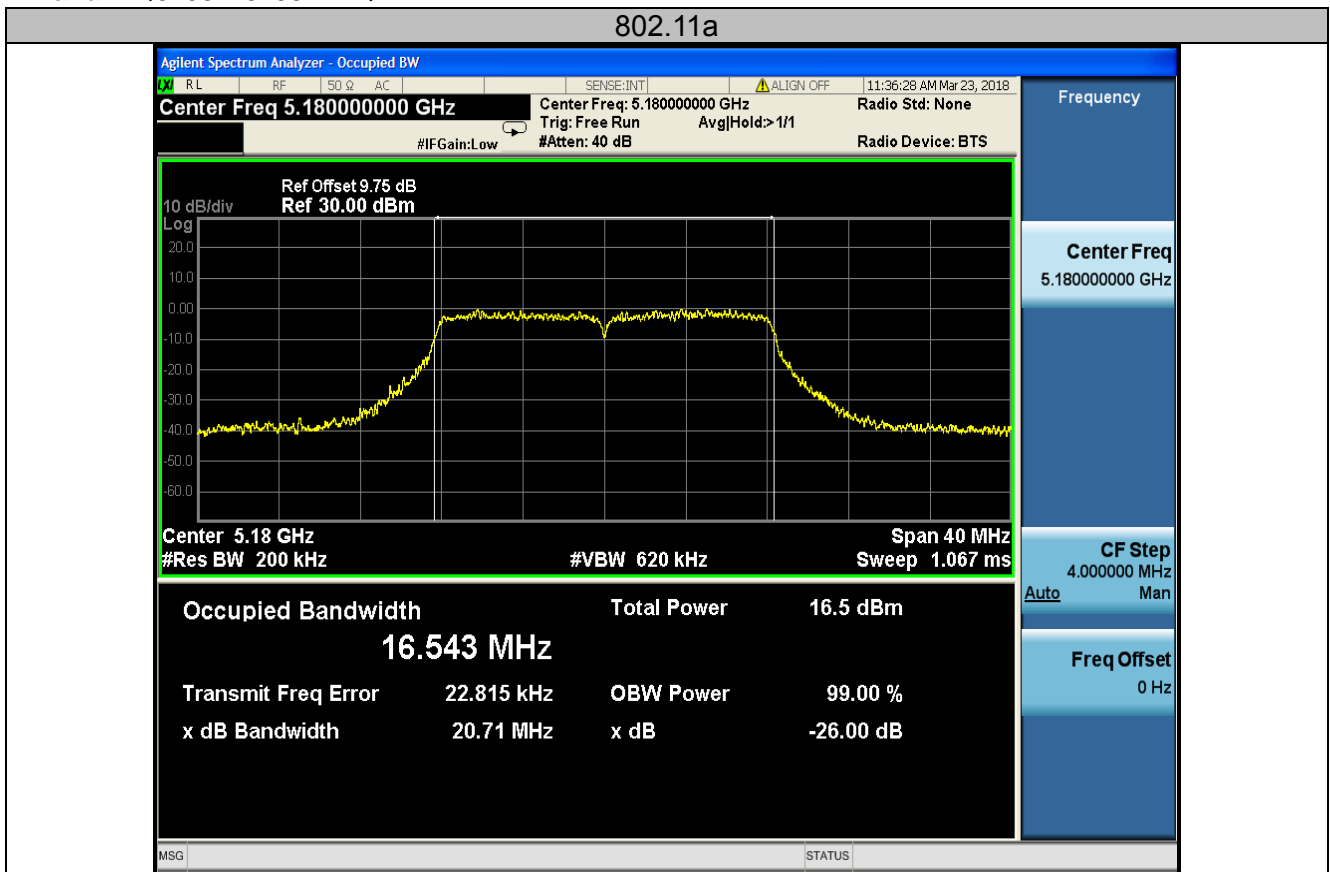 802.11a
Agilent Spectrum Analyzer - Occupied BW
LXI RL RF 50 Ω AC SENSE:INT ALIGN OFF 11:36:28 AM Mar 23, 2018
Center Freq 5.180000000 GHz
Center Freq: 5.180000000 GHz
Radio Std: None
Trig: Free Run Avg|Hold:>1/1
#IFGain:Low
#Atten: 40 dB
Radio Device: BTS
Frequency
Ref Offset 9.75 dB
10 dB/div Ref 30.00 dBm
Log
20.0
10.0
0.00
-10.0
-20.0
-30.0
-40.0
-50.0
-60.0
Center 5.18 GHz Span 40 MHz
#Res BW 200 kHz #VBW 620 kHz Sweep 1.067 ms
Center Freq
5.180000000 GHz
CF Step
4.000000 MHz
Auto Man
Freq Offset
0 Hz
Occupied Bandwidth Total Power 16.5 dBm
16.543 MHz
Transmit Freq Error 22.815 kHz OBW Power 99.00 %
x dB Bandwidth 20.71 MHz x dB -26.00 dB
MSG STATUS